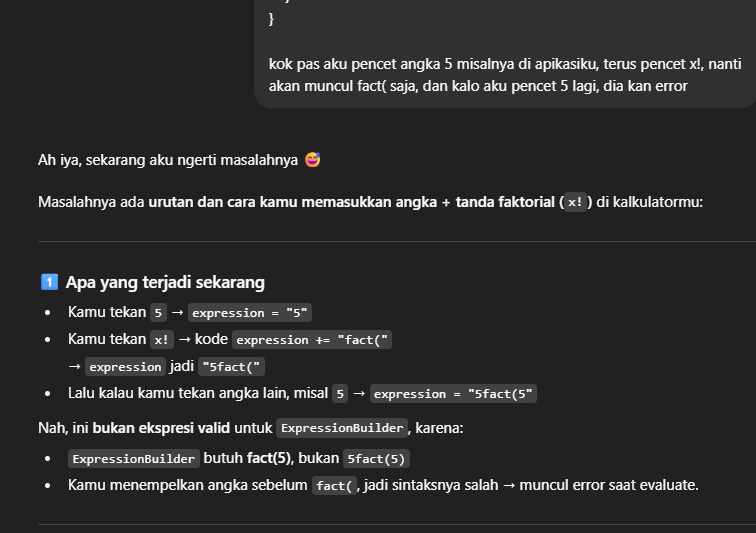 }
kok pas aku pencet angka 5 misalnya di apikasiku, terus pencet x!, nanti
akan muncul fact( saja, dan kalo aku pencet 5 lagi, dia kan error
Ah iya, sekarang aku ngerti masalahnya 😅
Masalahnya ada urutan dan cara kamu memasukkan angka + tanda faktorial (x!) di kalkulatormu:
1 Apa yang terjadi sekarang
• Kamu tekan 5 → expression = "5"
• Kamu tekan x! → kode expression += "fact("
→ expression jadi "5fact("
• Lalu kalau kamu tekan angka lain, misal 5 → expression = "5fact(5"
Nah, ini bukan ekspresi valid untuk ExpressionBuilder, karena:
• ExpressionBuilder butuh fact(5), bukan 5fact(5)
• Kamu menempelkan angka sebelum fact(, jadi sintaksnya salah → muncul error saat evaluate.